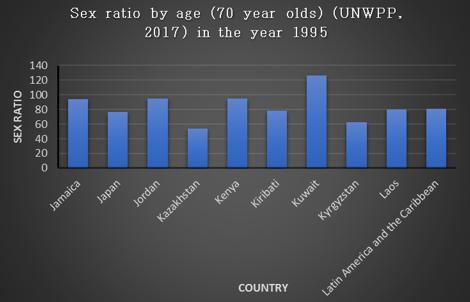 Sex ratio by age (70 year olds) (UNWPP,
2017) in the year 1995
140
120
100
80
60
40
20
0
SEX RATIO
Jamaica
Japan
Jordan
Kazakhstan
Kenya
Kiribati
Kuwait
Kyrgyzstan
Laos
Latin America and the Caribbean
COUNTRY